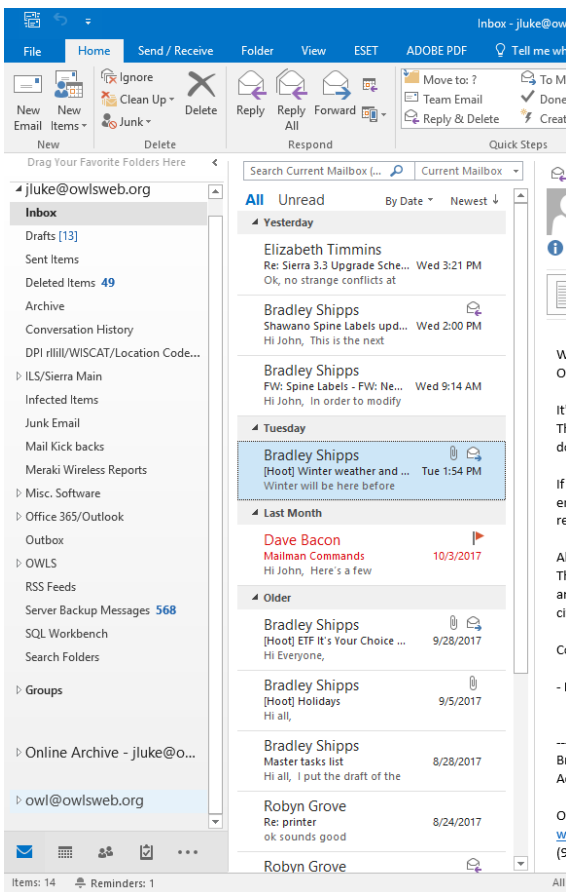 Inbox - jluke@ow
File Home Send / Receive Folder View ESET ADOBE PDF Tell me wh
New Email
New Items
Ignore
Clean Up
Junk
Delete
Reply
Reply All
Forward
Move to: ?
Team Email
Reply & Delete
To M
Done
Creat
New Delete Respond Quick Steps
Drag Your Favorite Folders Here
jluke@owlsweb.org
Inbox
Drafts [13]
Sent Items
Deleted Items 49
Archive
Conversation History
DPI rllill/WISCAT/Location Code...
ILS/Sierra Main
Infected Items
Junk Email
Mail Kick backs
Meraki Wireless Reports
Misc. Software
Office 365/Outlook
Outbox
OWLS
RSS Feeds
Server Backup Messages 568
SQL Workbench
Search Folders
Groups
Online Archive - jluke@o...
owl@owlsweb.org
Items: 14 Reminders: 1
Search Current Mailbox (... Current Mailbox
All Unread By Date Newest ↓
Yesterday
Elizabeth Timmins
Re: Sierra 3.3 Upgrade Sche... Wed 3:21 PM
Ok, no strange conflicts at
Bradley Shipps
Shawano Spine Labels upd... Wed 2:00 PM
Hi John, This is the next
Bradley Shipps
FW: Spine Labels - FW: Ne... Wed 9:14 AM
Hi John, In order to modify
Tuesday
Bradley Shipps
[Hoot] Winter weather and ... Tue 1:54 PM
Winter will be here before
Last Month
Dave Bacon
Mailman Commands 10/3/2017
Hi John, Here's a few
Older
Bradley Shipps
[Hoot] ETF It's Your Choice ... 9/28/2017
Hi Everyone,
Bradley Shipps
[Hoot] Holidays 9/5/2017
Hi all,
Bradley Shipps
Master tasks list 8/28/2017
Hi all, I put the draft of the
Robyn Grove
Re: printer 8/24/2017
ok sounds good
Robyn Grove
If
All